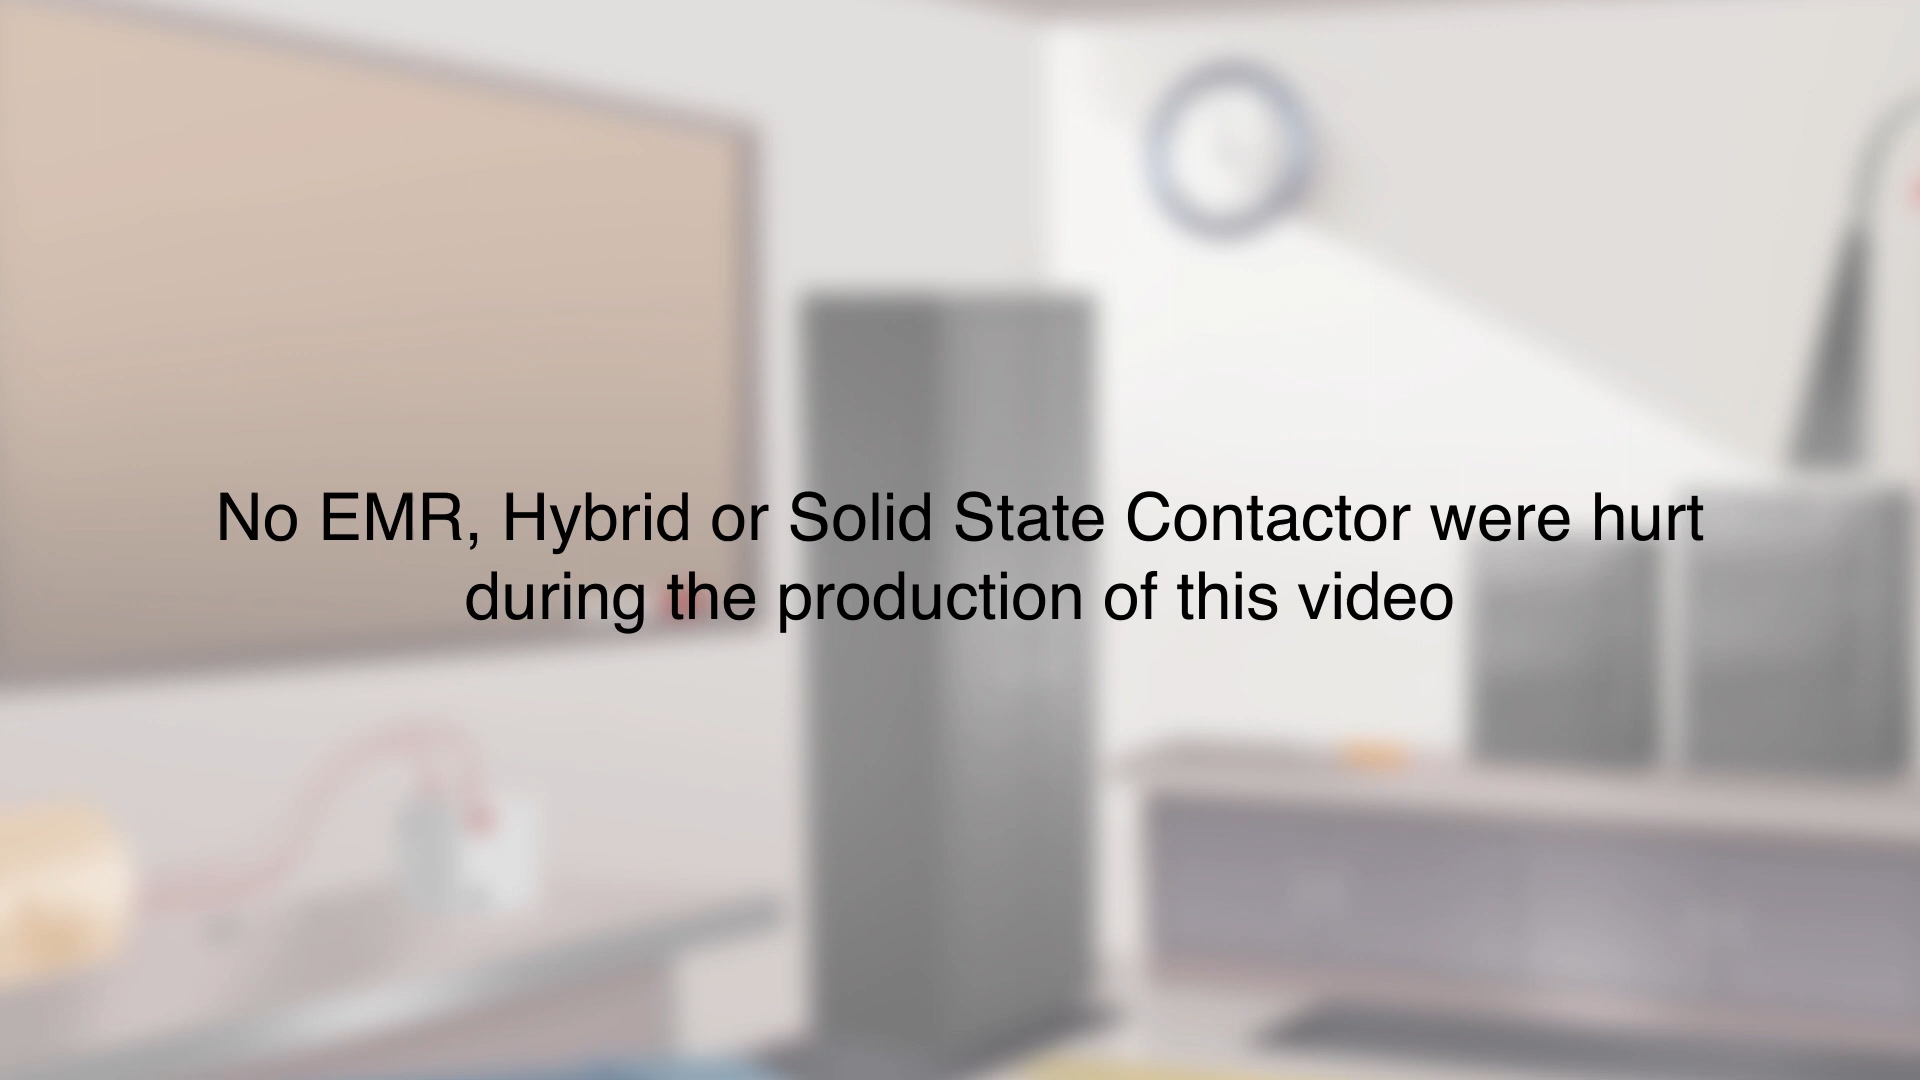 No EMR, Hybrid or Solid State Contactor were hurt
during the production of this video